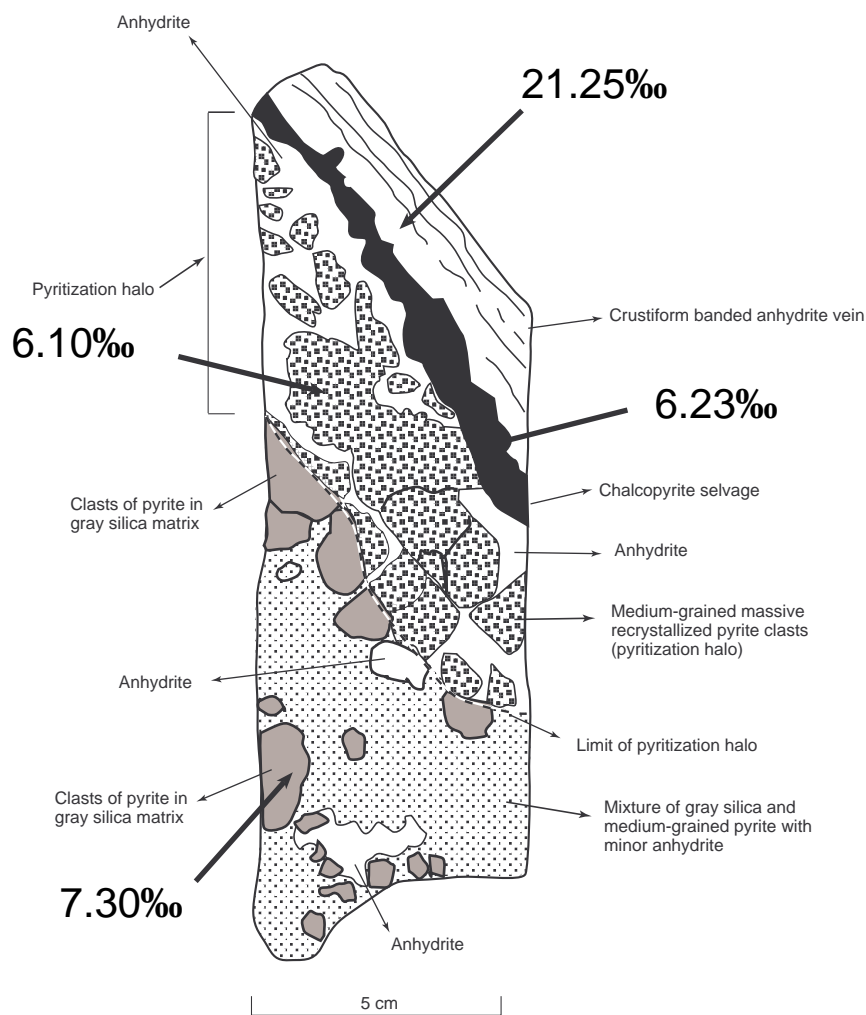 Anhydrite
21.25‰
Pyritization halo
Crustiform banded anhydrite vein
6.10‰
6.23‰
Chalcopyrite selvage
Clasts of pyrite in
gray silica matrix
Anhydrite
Medium-grained massive
recrystallized pyrite clasts
(pyritization halo)
Anhydrite
Limit of pyritization halo
Clasts of pyrite in
gray silica matrix
Mixture of gray silica and
medium-grained pyrite with
minor anhydrite
7.30‰
Anhydrite
5 cm